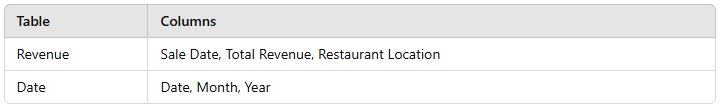 Table Columns
Revenue Sale Date, Total Revenue, Restaurant Location
Date Date, Month, Year